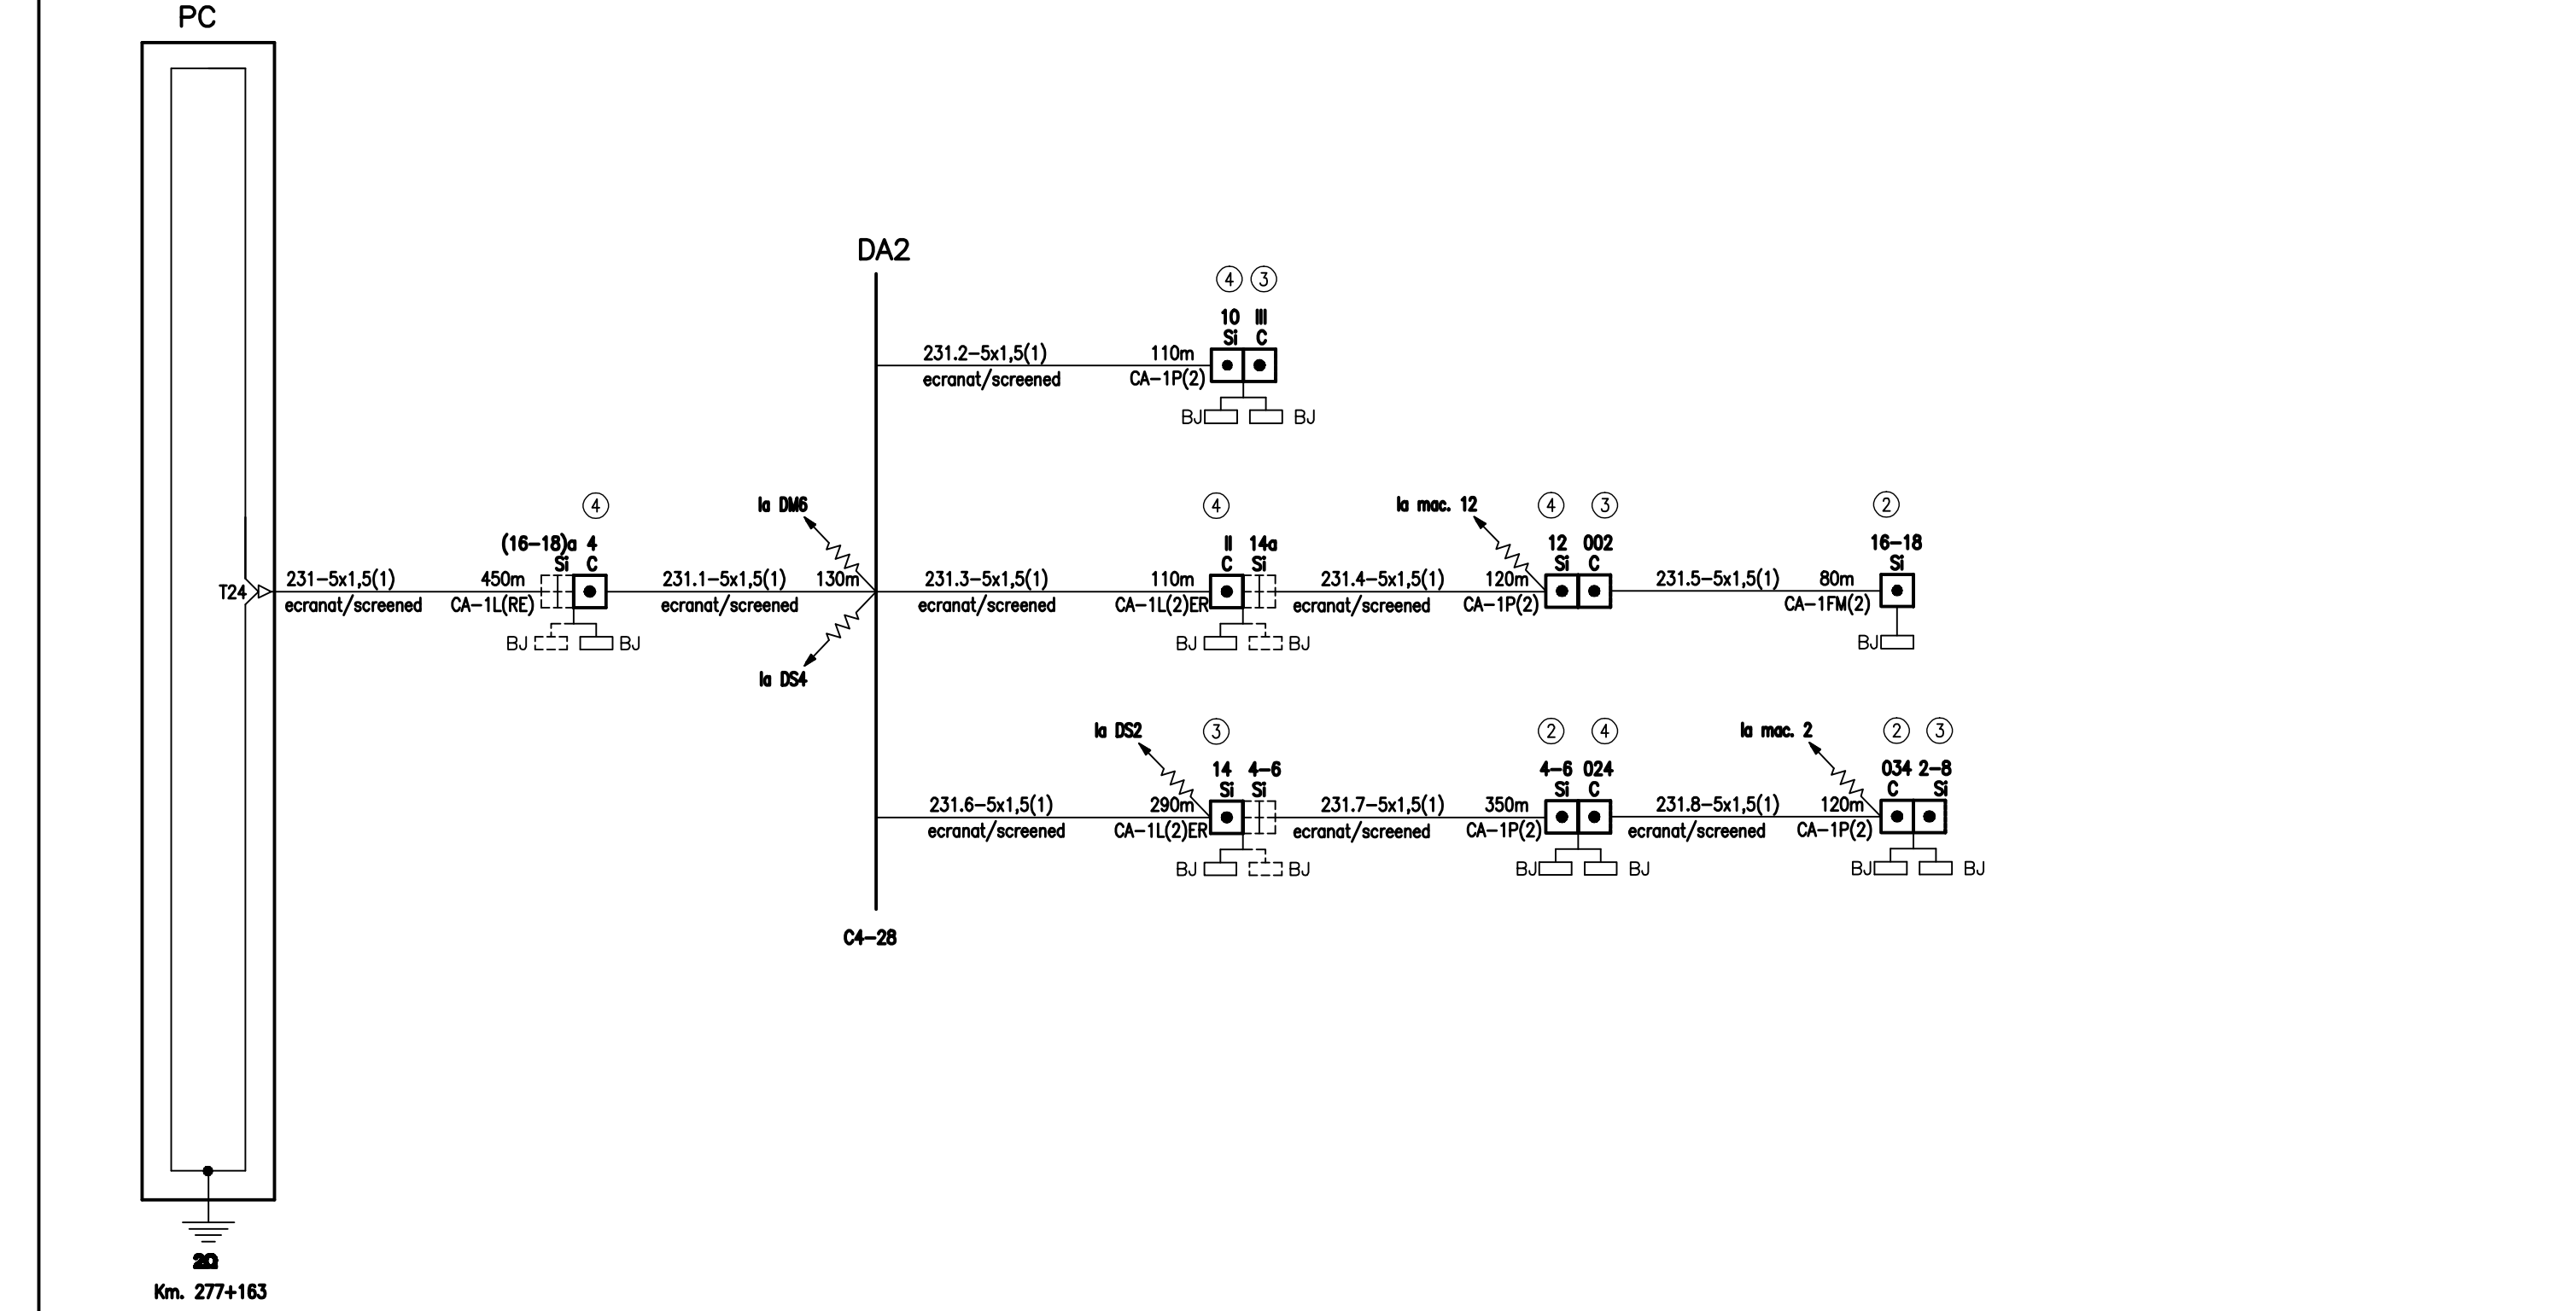 PC
DA2
④ ③
10 III
Si C
231.2-5x1,5(1) 110m
ecranat/screened CA-1P(2)
BJ BJ
la DM6
la mac. 12
④
④
④ ③
②
(16-18)a 4
Si C
II 14a
C Si
12 002
Si C
16-18
Si
T24
231-5x1,5(1) 450m
ecranat/screened CA-1L(RE)
231.1-5x1,5(1) 130m
ecranat/screened
231.3-5x1,5(1) 110m
ecranat/screened CA-1L(2)ER
231.4-5x1,5(1) 120m
ecranat/screened CA-1P(2)
231.5-5x1,5(1) 80m
CA-1FM(2)
BJ BJ
BJ BJ
BJ
la DS4
la DS2
la mac. 2
③
② ④
② ③
14 4-6
Si Si
4-6 024
Si C
034 2-8
C Si
231.6-5x1,5(1) 290m
ecranat/screened CA-1L(2)ER
231.7-5x1,5(1) 350m
ecranat/screened CA-1P(2)
231.8-5x1,5(1) 120m
ecranat/screened CA-1P(2)
BJ BJ
BJ BJ
BJ BJ
C4-28
2Ω
Km. 277+163